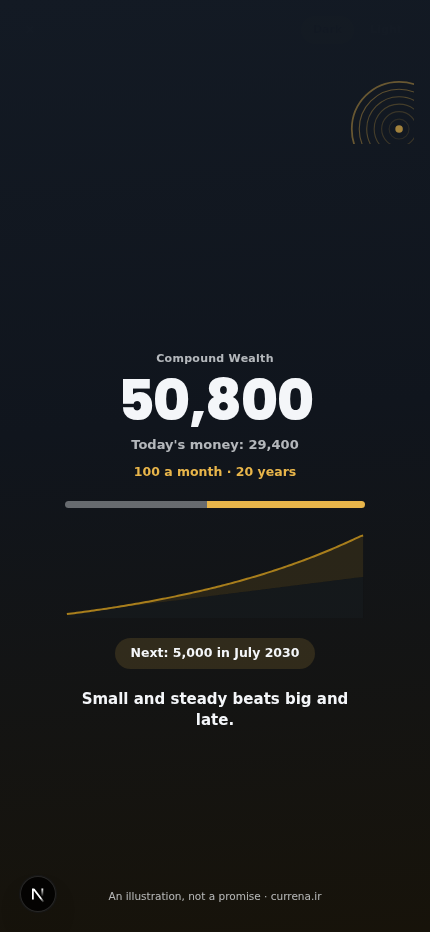 Compound Wealth
50,800
Today's money: 29,400
100 a month · 20 years
Next: 5,000 in July 2030
Small and steady beats big and
late.
N
An illustration, not a promise · currena.ir